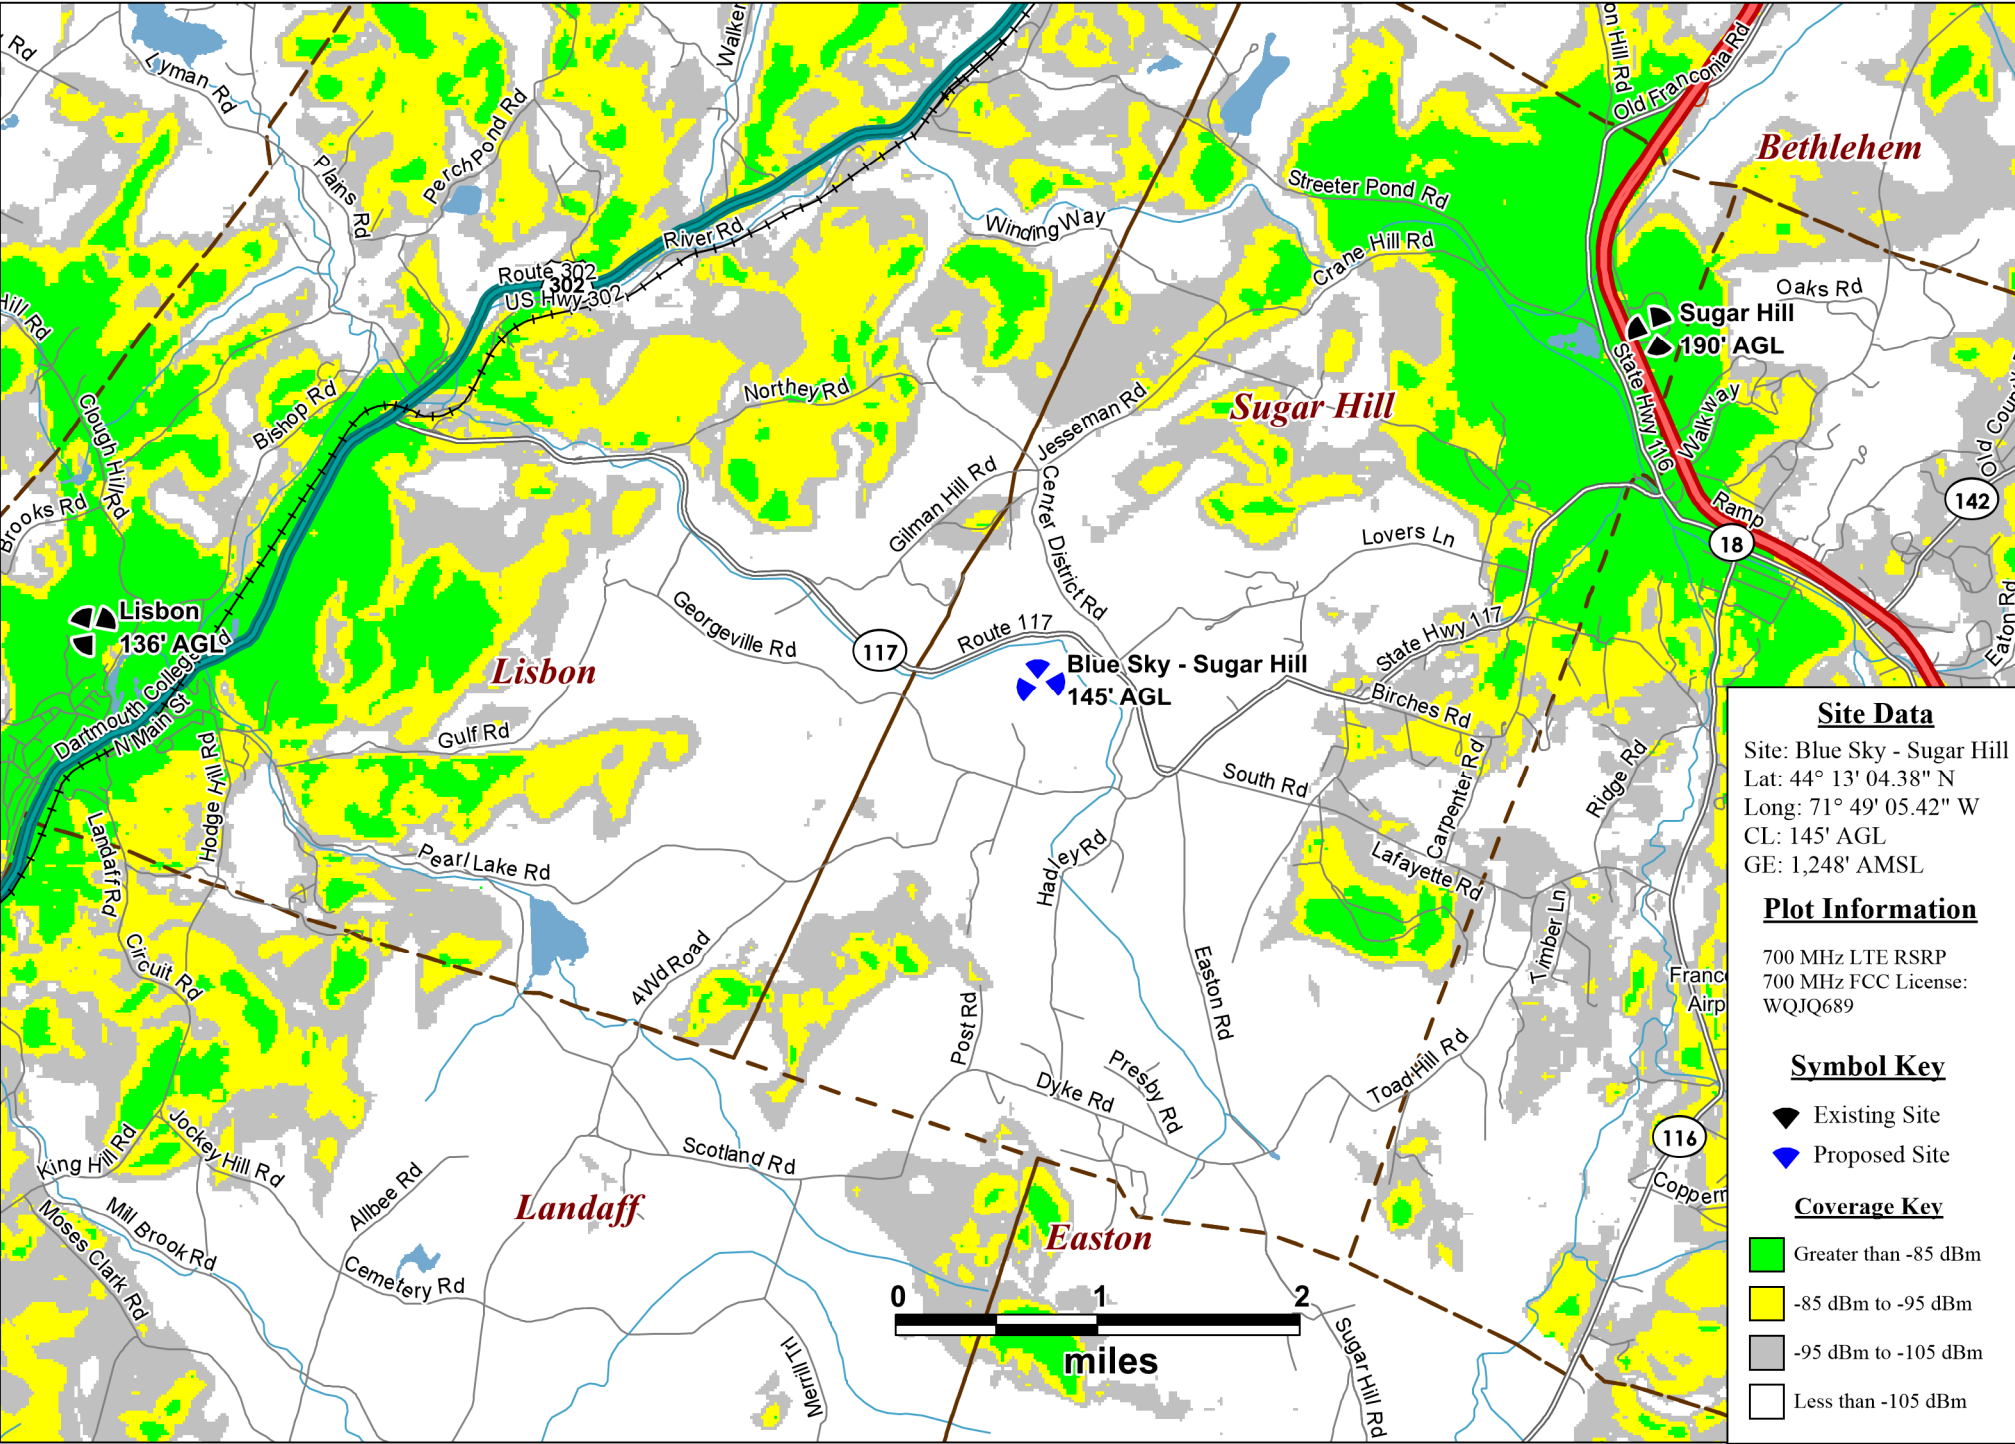 Rd
Lyman Rd
Walker
on Hill Rd
Old Franconia Rd
Bethlehem
Perch Pond Rd
Plains Rd
Streeter Pond Rd
Winding Way
River Rd
Crane Hill Rd
Route 302
302
US Hwy 302
Oaks Rd
Hill Rd
Sugar Hill
190' AGL
State Hwy 116
Walkway
Northey Rd
Jesseman Rd
Sugar Hill
Bishop Rd
Clough Hill Rd
Gilman Hill Rd
Center District Rd
Old Count
142
Brooks Rd
Ramp
18
Lovers Ln
Eaton Rd
Lisbon
136' AGL
Georgeville Rd
117
Route 117
State Hwy 117
Blue Sky - Sugar Hill
145' AGL
Lisbon
Birches Rd
Dartmouth College Rd
N Main St
Gulf Rd
Hodge Hill Rd
South Rd
Carpenter Rd
Ridge Rd
Landaff Rd
Pearl Lake Rd
Hadley Rd
Lafayette Rd
Timber Ln
Circuit Rd
4Wd Road
Easton Rd
Franc
Airp
Post Rd
Toad Hill Rd
Presby Rd
Dyke Rd
Jockey Hill Rd
King Hill Rd
Scotland Rd
116
Coppern
Allbee Rd
Landaff
Easton
Moses Clark Rd
Mill Brook Rd
Cemetery Rd
Merrill Trl
Sugar Hill Rd
0 1 2
miles
Site Data
Site: Blue Sky - Sugar Hill
Lat: 44° 13' 04.38" N
Long: 71° 49' 05.42" W
CL: 145' AGL
GE: 1,248' AMSL
Plot Information
700 MHz LTE RSRP
700 MHz FCC License:
WQJQ689
Symbol Key
Existing Site
Proposed Site
Coverage Key
Greater than -85 dBm
-85 dBm to -95 dBm
-95 dBm to -105 dBm
Less than -105 dBm